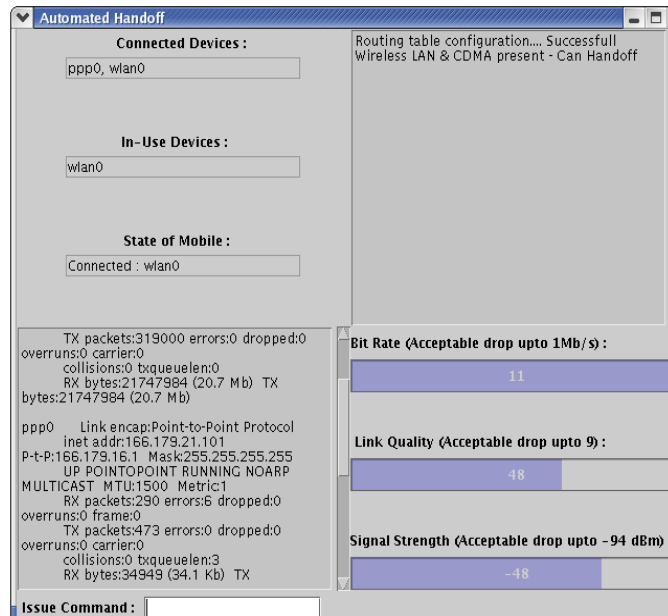 Automated Handoff
Connected Devices :
ppp0, wlan0
In-Use Devices :
wlan0
State of Mobile :
Connected : wlan0
Routing table configuration.... Successfull
Wireless LAN & CDMA present - Can Handoff
TX packets:319000 errors:0 dropped:0
overruns:0 carrier:0
collisions:0 txqueuelen:0
RX bytes:21747984 (20.7 Mb)  TX
bytes:21747984 (20.7 Mb)
ppp0      Link encap:Point-to-Point Protocol
inet addr:166.179.21.101
P-t-P:166.179.16.1  Mask:255.255.255.255
UP POINTOPOINT RUNNING NOARP
MULTICAST  MTU:1500  Metric:1
RX packets:290 errors:6 dropped:0
overruns:0 frame:0
TX packets:473 errors:0 dropped:0
overruns:0 carrier:0
collisions:0 txqueuelen:3
RX bytes:34949 (34.1 Kb)  TX
Bit Rate (Acceptable drop upto 1Mb/s) :
11
Link Quality (Acceptable drop upto 9) :
48
Signal Strength (Acceptable drop upto -94 dBm)
-48
Issue Command :